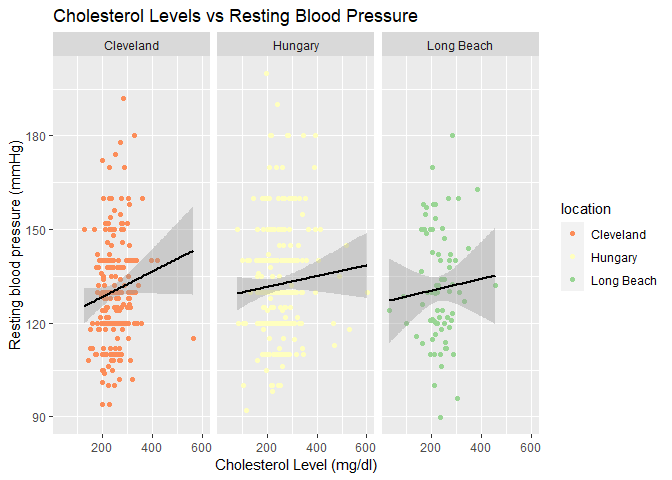 Cholesterol Levels vs Resting Blood Pressure
Cleveland Hungary Long Beach
Resting blood pressure (mmHg)
180
150
120
90
200 400 600 200 400 600 200 400 600
Cholesterol Level (mg/dl)
location
Cleveland
Hungary
Long Beach